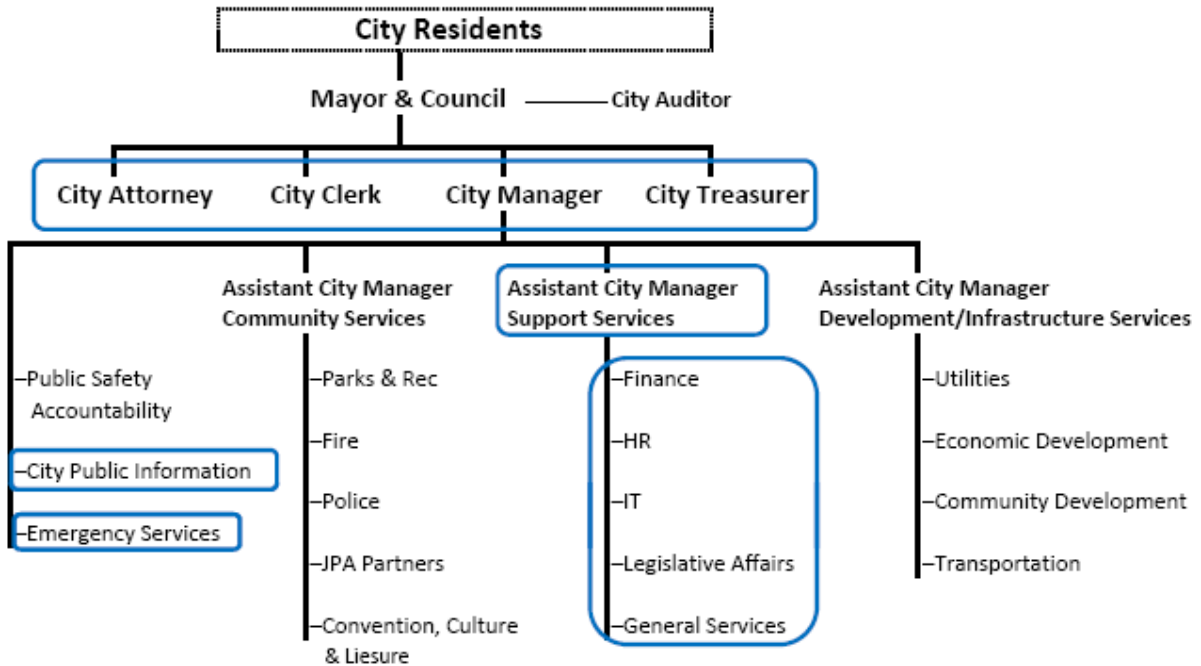 City Residents
Mayor & Council
City Auditor
City Attorney
City Clerk
City Manager
City Treasurer
Assistant City Manager
Community Services
Assistant City Manager
Support Services
Assistant City Manager
Development/Infrastructure Services
–Public Safety
Accountability
–City Public Information
–Emergency Services
–Parks & Rec
–Fire
–Police
–JPA Partners
–Convention, Culture
& Liesure
–Finance
–HR
–IT
–Legislative Affairs
–General Services
–Utilities
–Economic Development
–Community Development
–Transportation